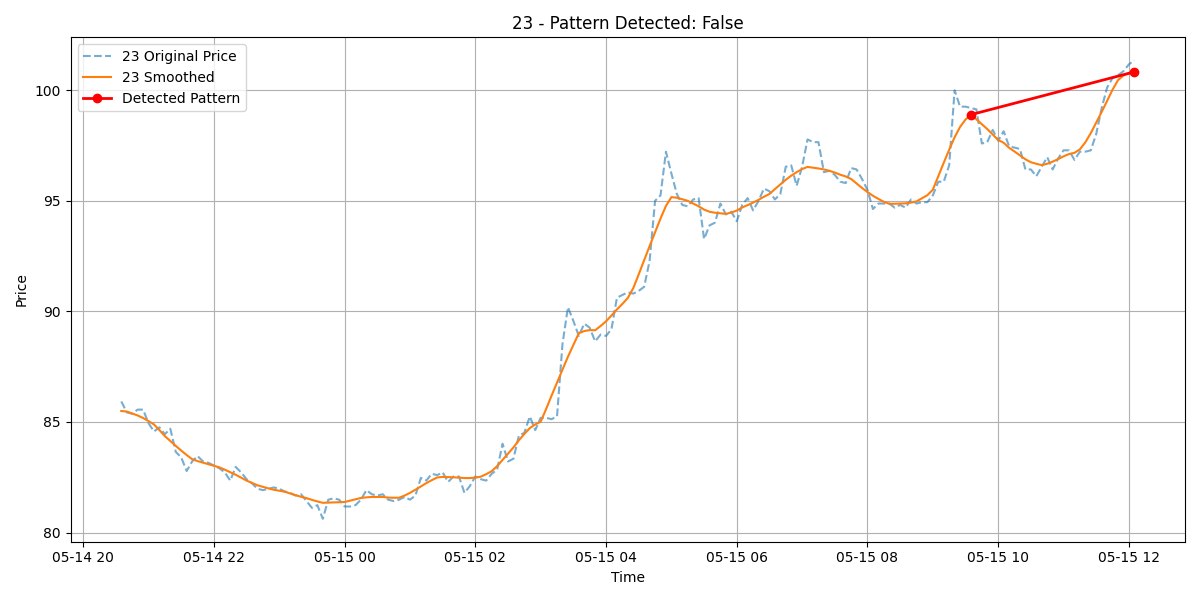 23 - Pattern Detected: False
23 Original Price
23 Smoothed
Detected Pattern
Price
100
95
90
85
80
05-14 20 05-14 22 05-15 00 05-15 02 05-15 04 05-15 06 05-15 08 05-15 10 05-15 12
Time